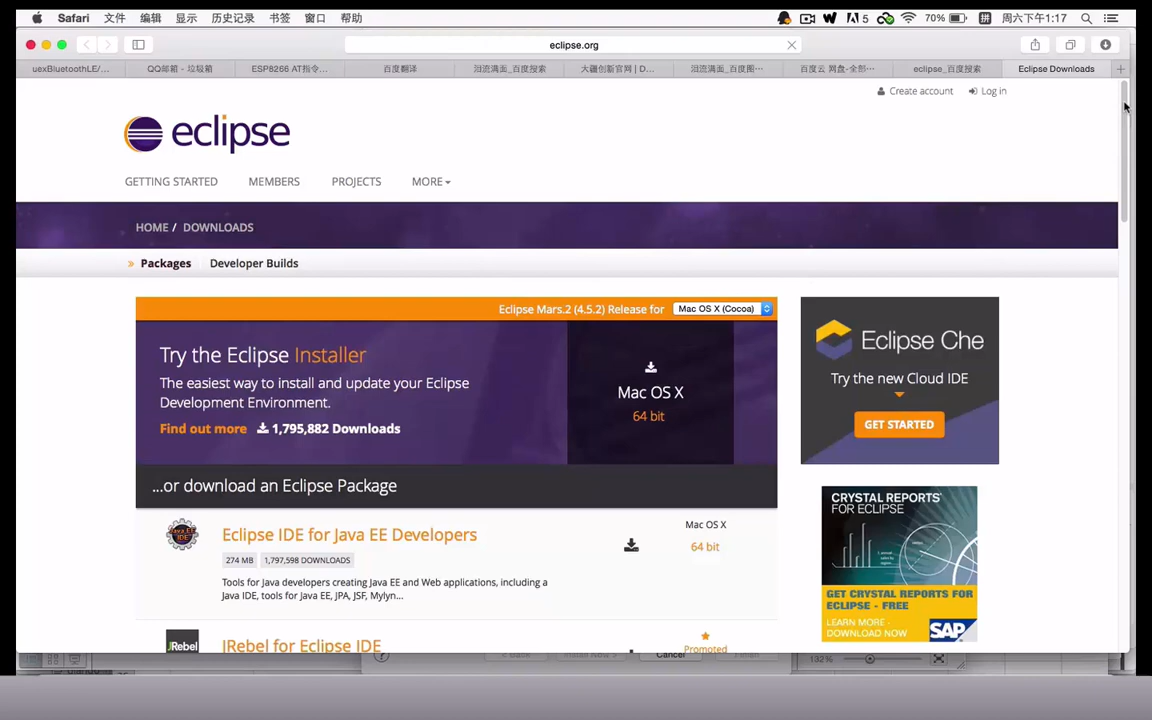 Safari 文件 编辑 显示 历史记录 书签 窗口 帮助 5 70% 拼 周六下午1:17
eclipse.org
uexBluetoothLE/... QQ邮箱 - 垃圾箱 ESP8266 AT指令... 百度翻译 泪流满面_百度搜索 大疆创新官网 | D... 泪流满面_百度图... 百度云 网盘-全部... eclipse_百度搜索 Eclipse Downloads
Create account Log in
eclipse
GETTING STARTED MEMBERS PROJECTS MORE
HOME / DOWNLOADS
Packages Developer Builds
Eclipse Mars.2 (4.5.2) Release for Mac OS X (Cocoa)
Try the Eclipse Installer
The easiest way to install and update your Eclipse
Development Environment.
Find out more 1,795,882 Downloads
Mac OS X
64 bit
Eclipse Che
Try the new Cloud IDE
GET STARTED
...or download an Eclipse Package
Java EE
IDE
Eclipse IDE for Java EE Developers
274 MB 1,797,598 DOWNLOADS
Tools for Java developers creating Java EE and Web applications, including a
Java IDE, tools for Java EE, JPA, JSF, Mylyn...
Mac OS X
64 bit
CRYSTAL REPORTS
FOR ECLIPSE
GET CRYSTAL REPORTS FOR
ECLIPSE - FREE
LEARN MORE -
DOWNLOAD NOW
SAP
JRebel
JRebel for Eclipse IDE
Promoted
Cancel
132%